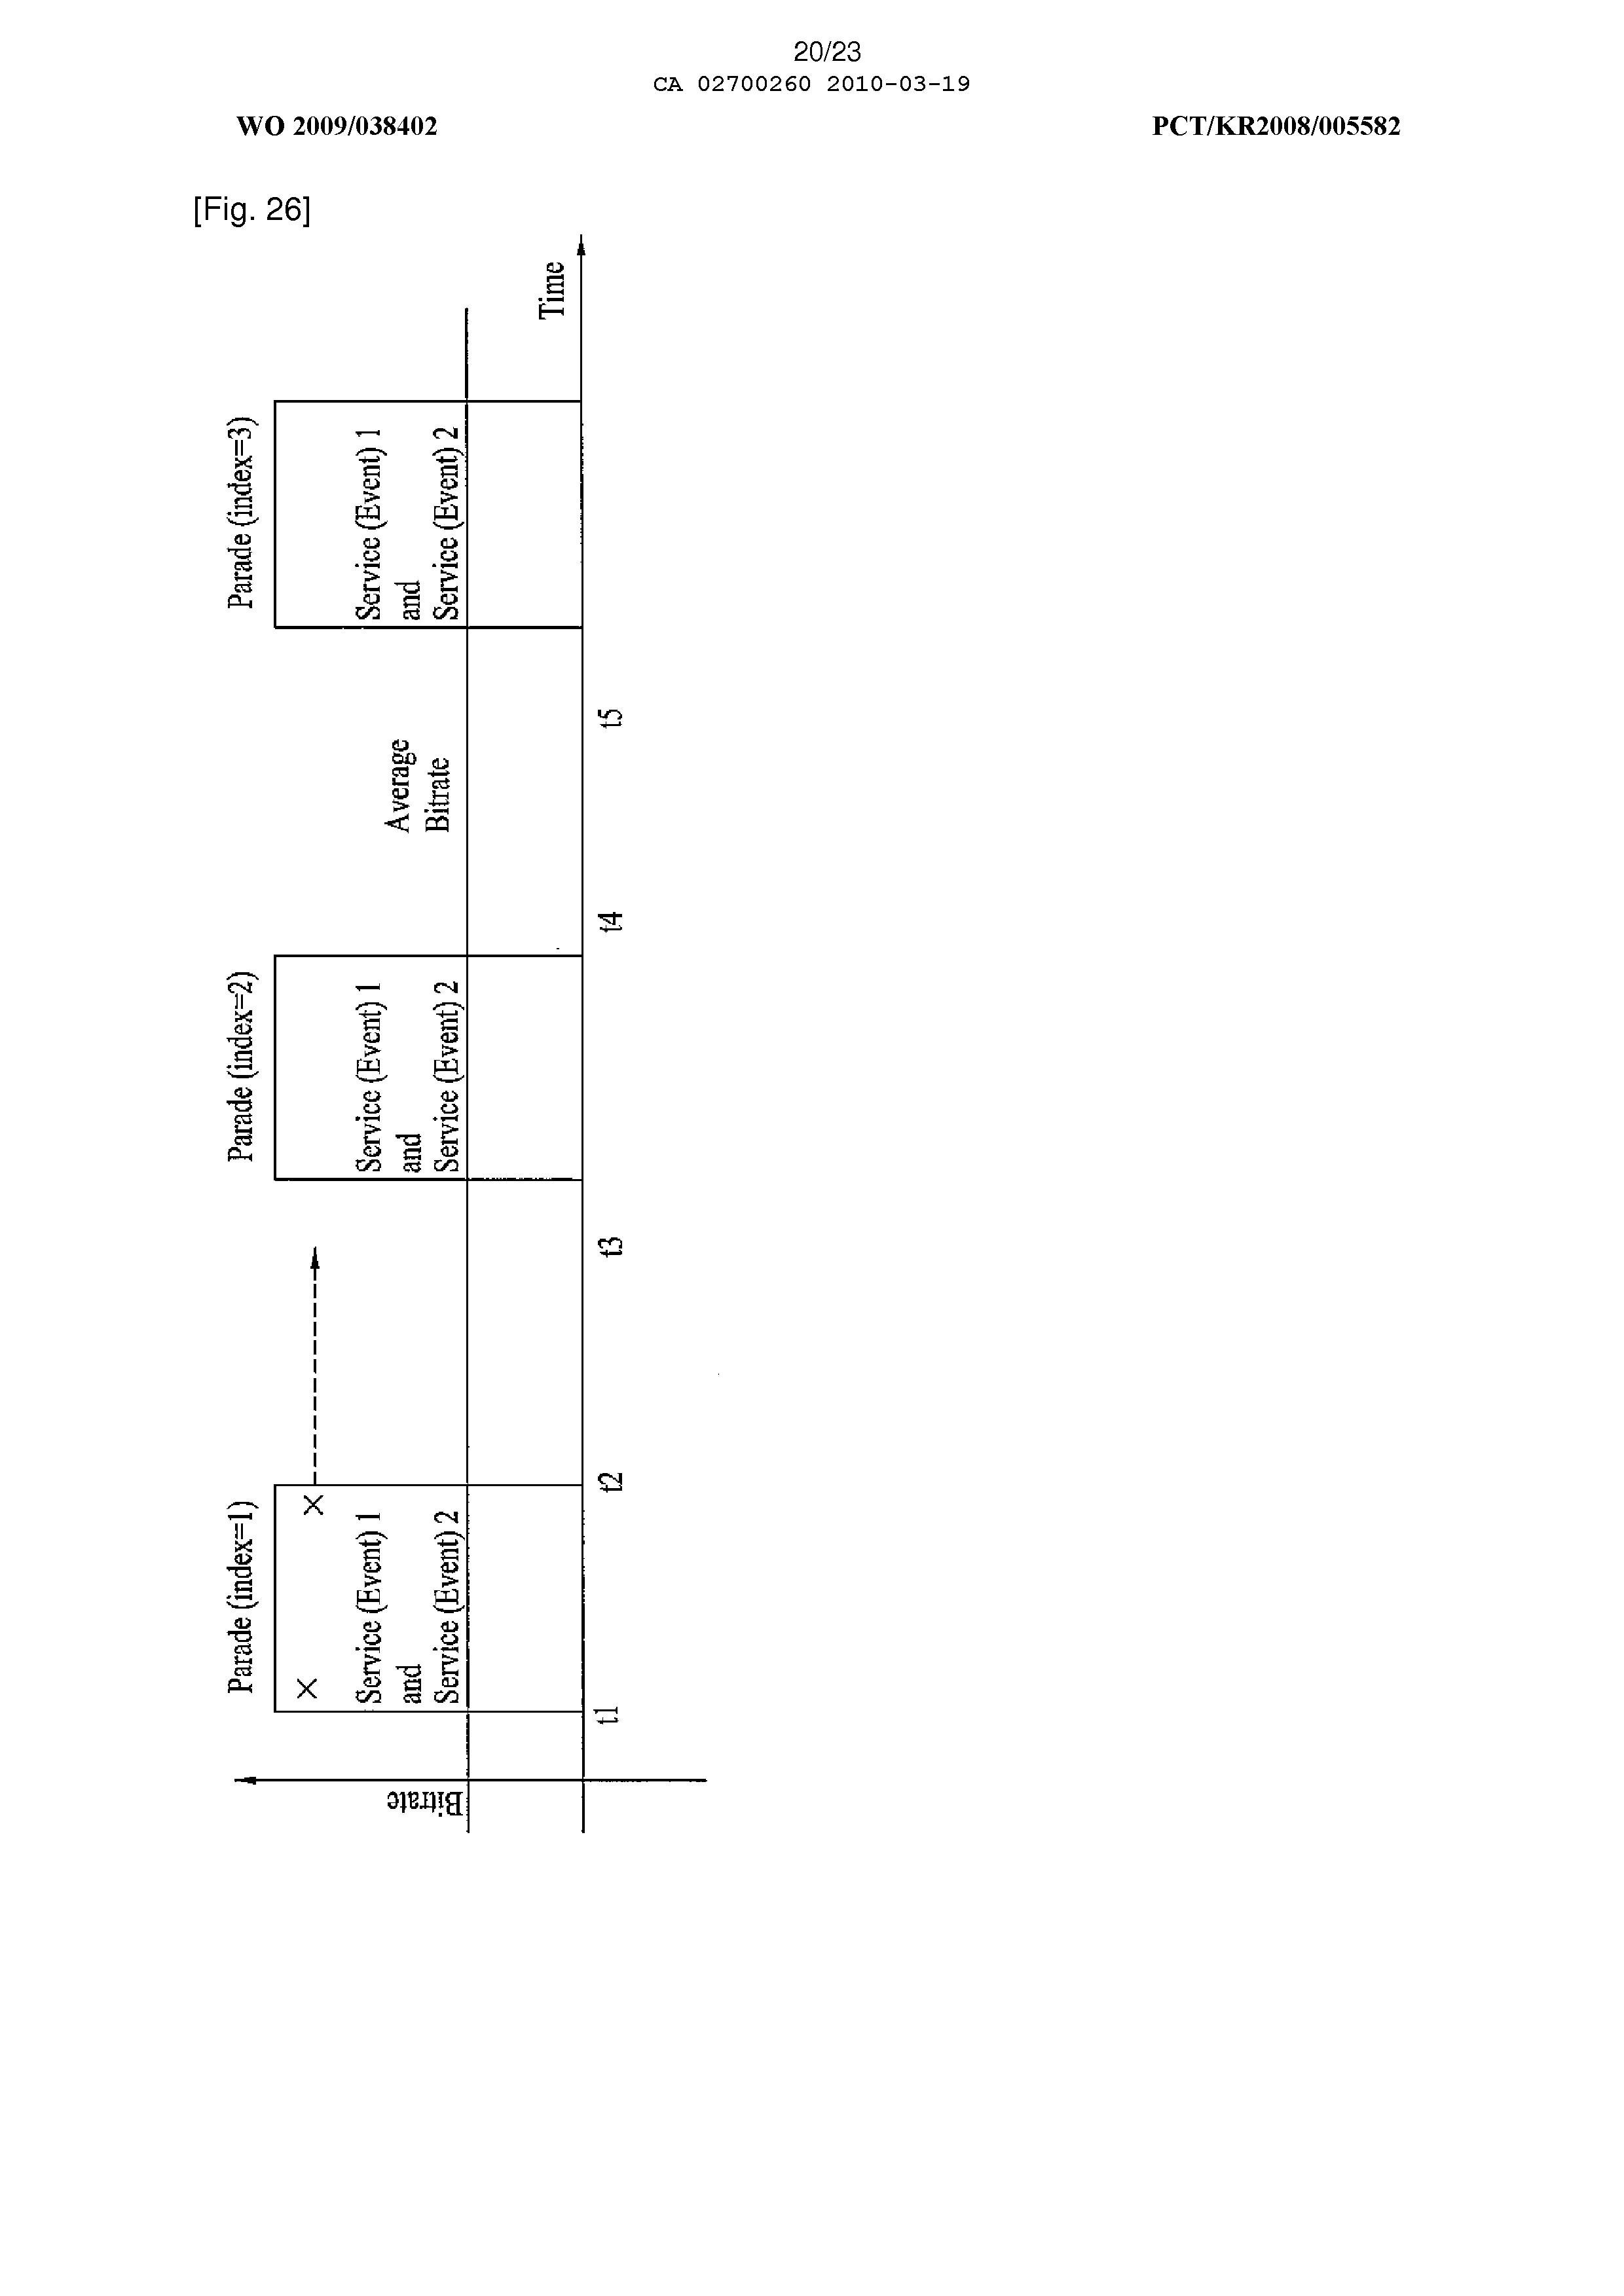 20/23
CA 02700260 2010-03-19
WO 2009/038402
PCT/KR2008/005582
[Fig. 26]
Bitrate
Parade (index=1)
×
×
Service (Event) 1
and
Service (Event) 2
Parade (index=2)
Service (Event) 1
and
Service (Event) 2
Average
Bitrate
Parade (index=3)
Service (Event) 1
and
Service (Event) 2
Time
t1
t2
t3
t4
t5